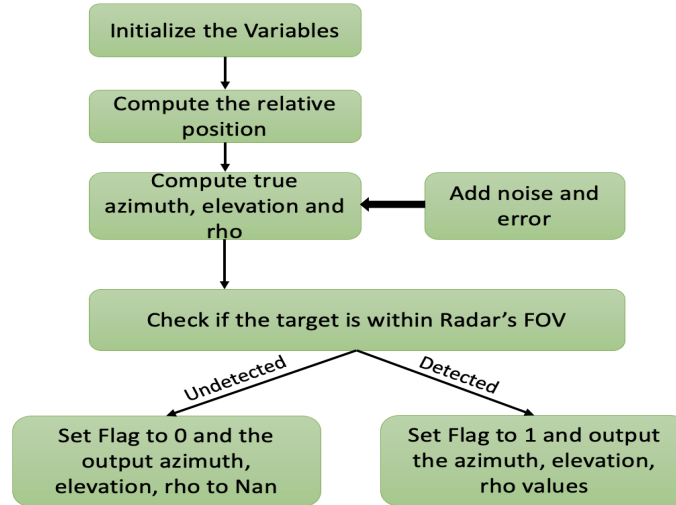 Initialize the Variables
Compute the relative
position
Compute true
azimuth, elevation and
rho
Add noise and
error
Check if the target is within Radar's FOV
Undetected
Detected
Set Flag to 0 and the
output azimuth,
elevation, rho to Nan
Set Flag to 1 and output
the azimuth, elevation,
rho values